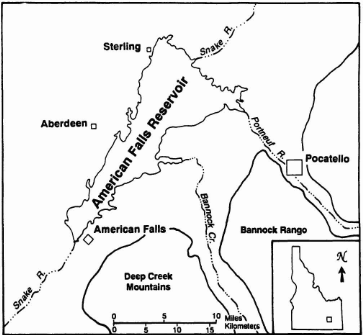 Sterling
Snake R.
Aberdeen
American Falls Reservoir
Portneuf R.
Pocatello
Bannock Cr.
American Falls
Bannock Rango
Snake R.
Deep Creek
Mountains
N
0 5 10 Miles
Kilometers
0 5 10 15